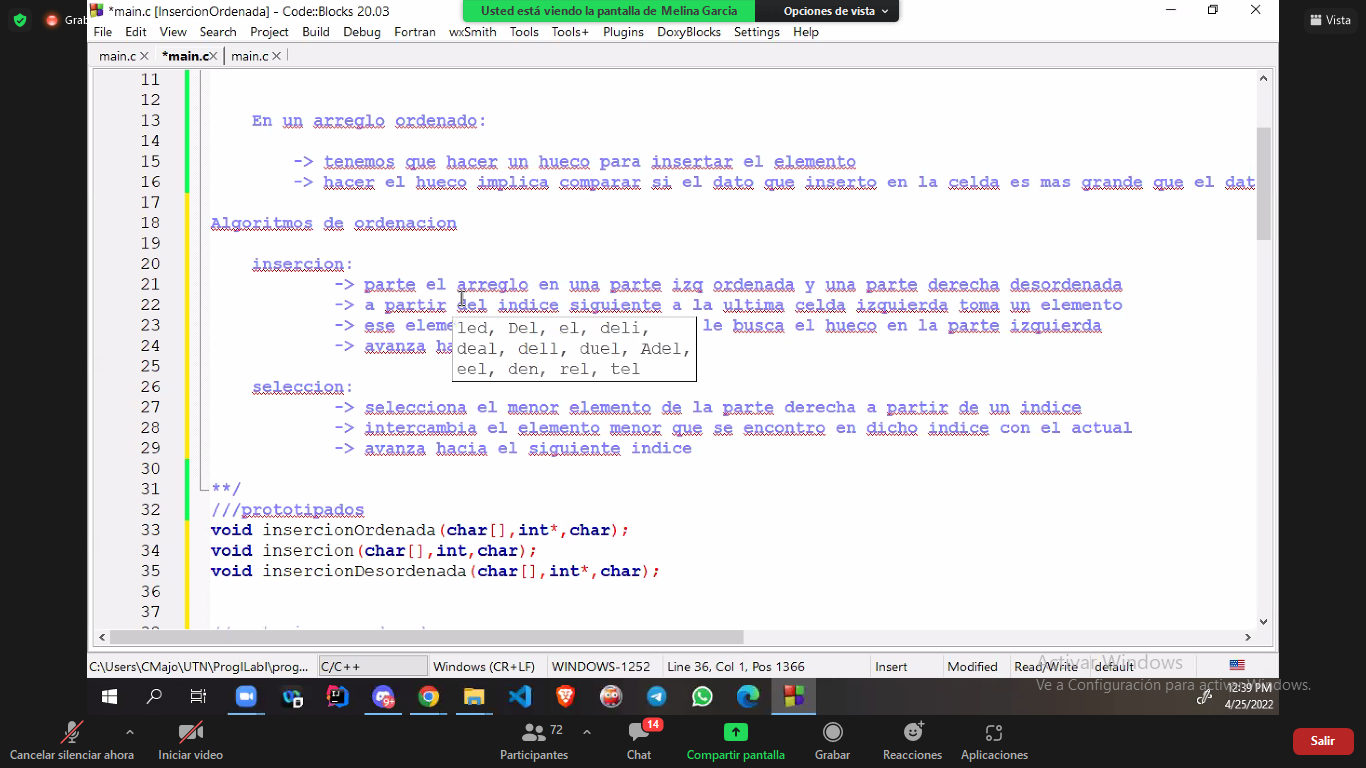 *main.c [InsercionOrdenada] - Code::Blocks 20.03
Usted está viendo la pantalla de Melina Garcia
Opciones de vista
Grab
Vista
File Edit View Search Project Build Debug Fortran wxSmith Tools Tools+ Plugins DoxyBlocks Settings Help
main.c *main.c main.c
11
12
13 En un arreglo ordenado:
14
15 -> tenemos que hacer un hueco para insertar el elemento
16 -> hacer el hueco implica comparar si el dato que inserto en la celda es mas grande que el dat
17
18 Algoritmos de ordenacion
19
20 insercion:
21 -> parte el arreglo en una parte izq ordenada y una parte derecha desordenada
22 -> a partir del indice siguiente a la ultima celda izquierda toma un elemento
23 -> ese eleme le busca el hueco en la parte izquierda
24 -> avanza ha
led, Del, el, deli,
deal, dell, duel, Adel,
eel, den, rel, tel
25
26 seleccion:
27 -> selecciona el menor elemento de la parte derecha a partir de un indice
28 -> intercambia el elemento menor que se encontro en dicho indice con el actual
29 -> avanza hacia el siguiente indice
30
31 **/
32 ///prototipados
33 void insercionOrdenada(char[],int*,char);
34 void insercion(char[],int,char);
35 void insercionDesordenada(char[],int*,char);
36
37
C:\Users\CMajo\UTN\ProgILabI\prog... C/C++ Windows (CR+LF) WINDOWS-1252 Line 36, Col 1, Pos 1366 Insert Modified Read/Write default
Activar Windows
Ve a Configuración para activar Windows.
12:39 PM
4/25/2022
72
14
Cancelar silenciar ahora Iniciar video Participantes Chat Compartir pantalla Grabar Reacciones Aplicaciones Salir